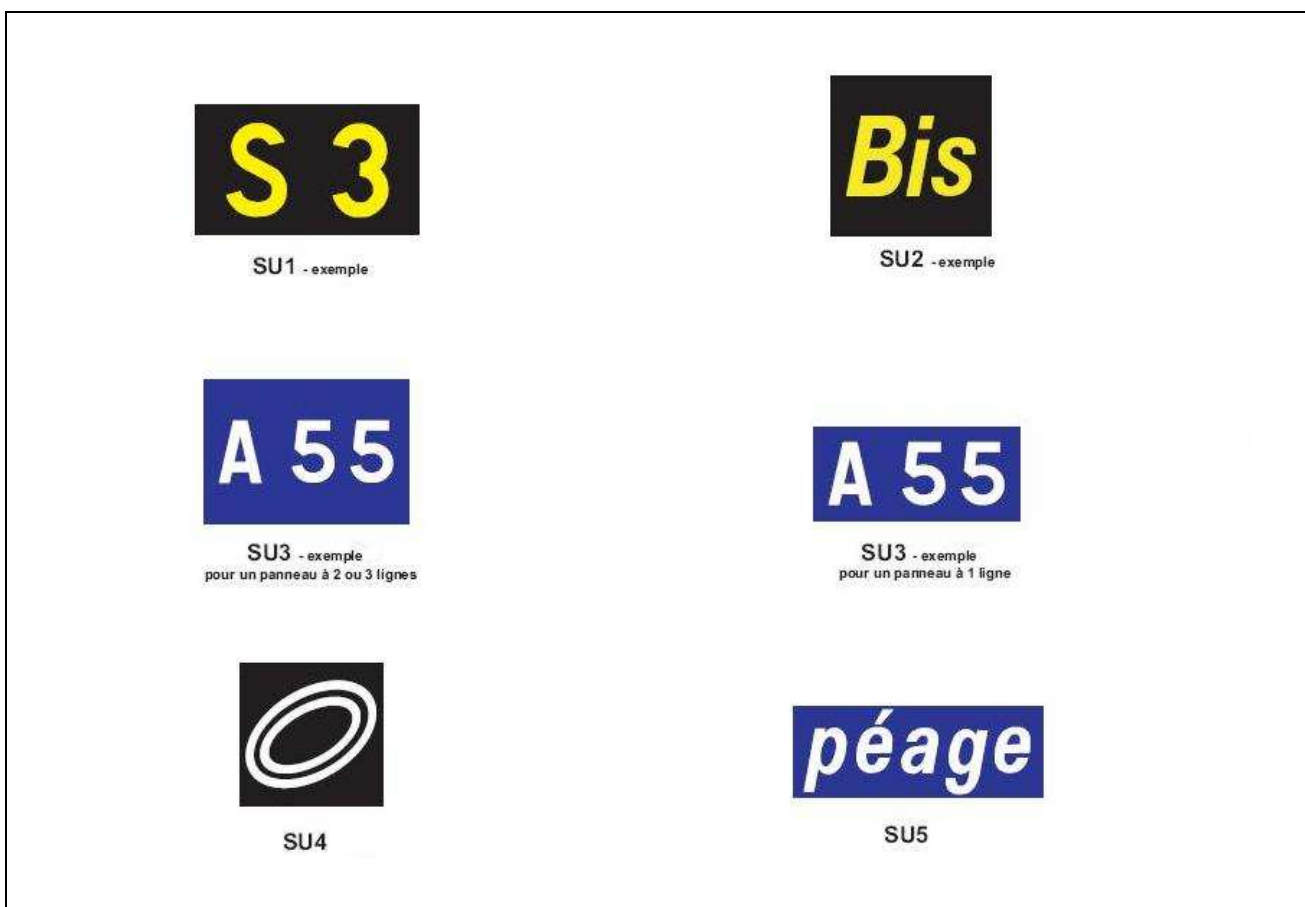 S 3
SU1 - exemple
Bis
SU2 - exemple
A 55
SU3 - exemple
pour un panneau à 2 ou 3 lignes
A 55
SU3 - exemple
pour un panneau à 1 ligne
SU4
péage
SU5